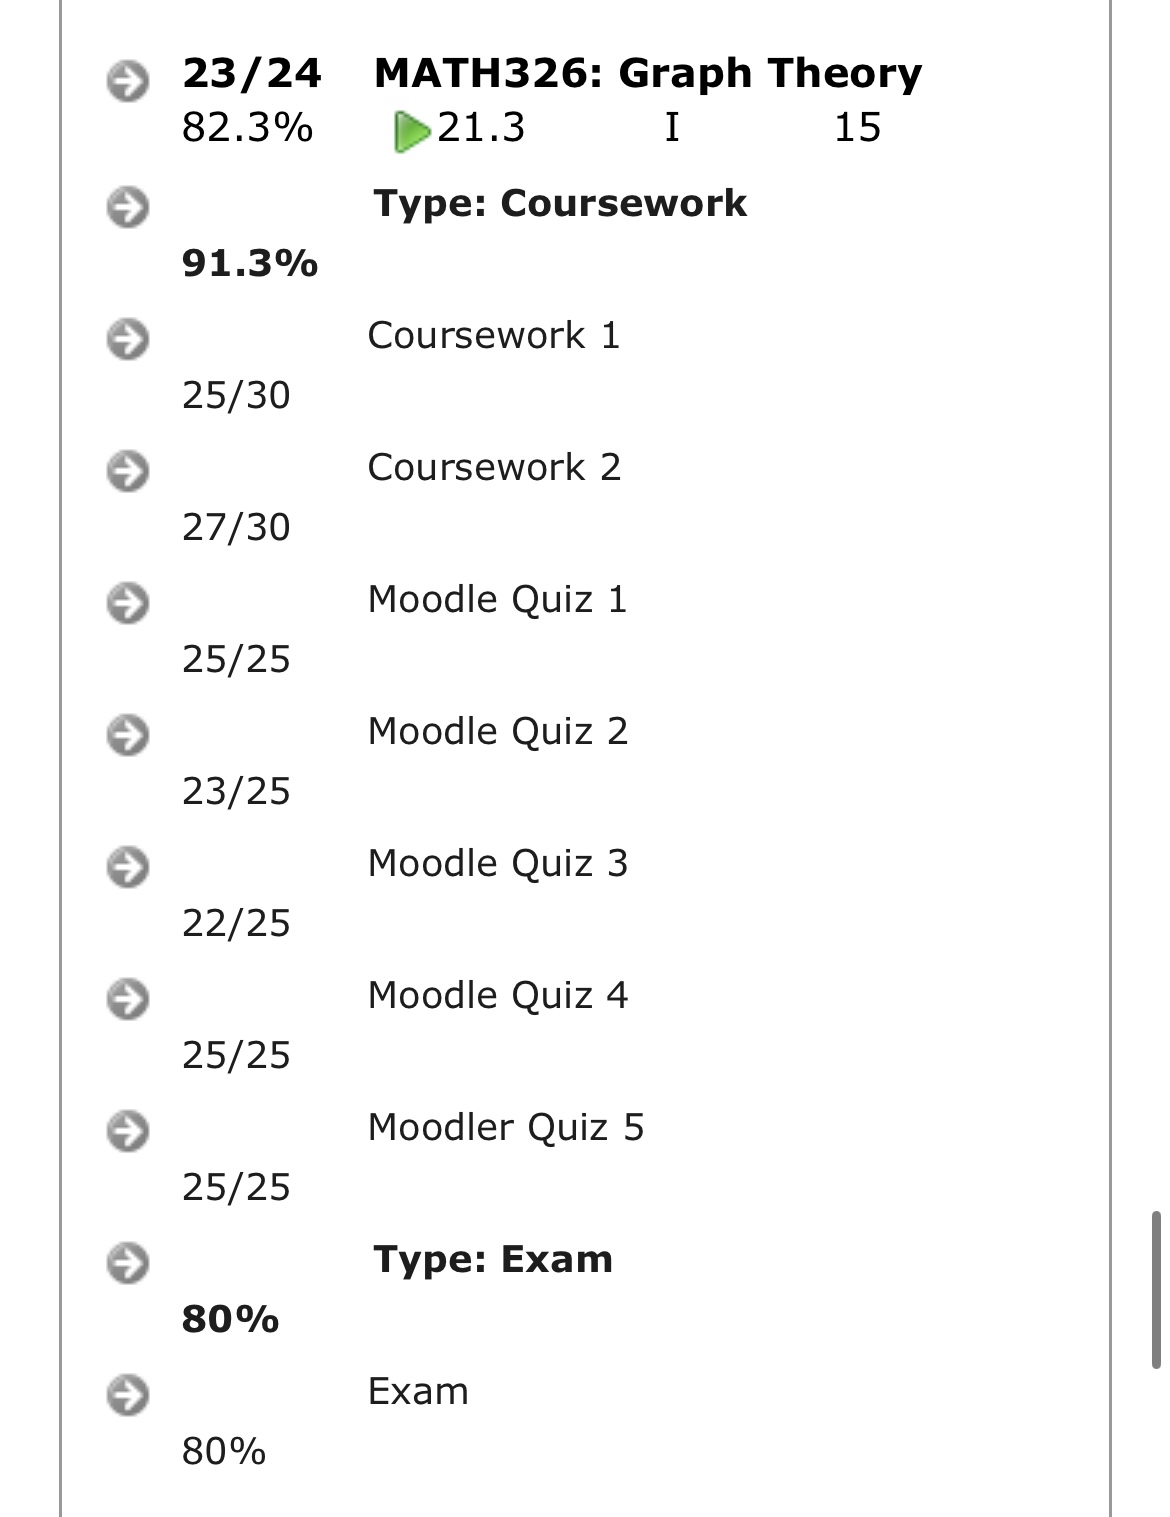 23/24 MATH326: Graph Theory
82.3% 21.3 I 15
Type: Coursework
91.3%
Coursework 1
25/30
Coursework 2
27/30
Moodle Quiz 1
25/25
Moodle Quiz 2
23/25
Moodle Quiz 3
22/25
Moodle Quiz 4
25/25
Moodler Quiz 5
25/25
Type: Exam
80%
Exam
80%